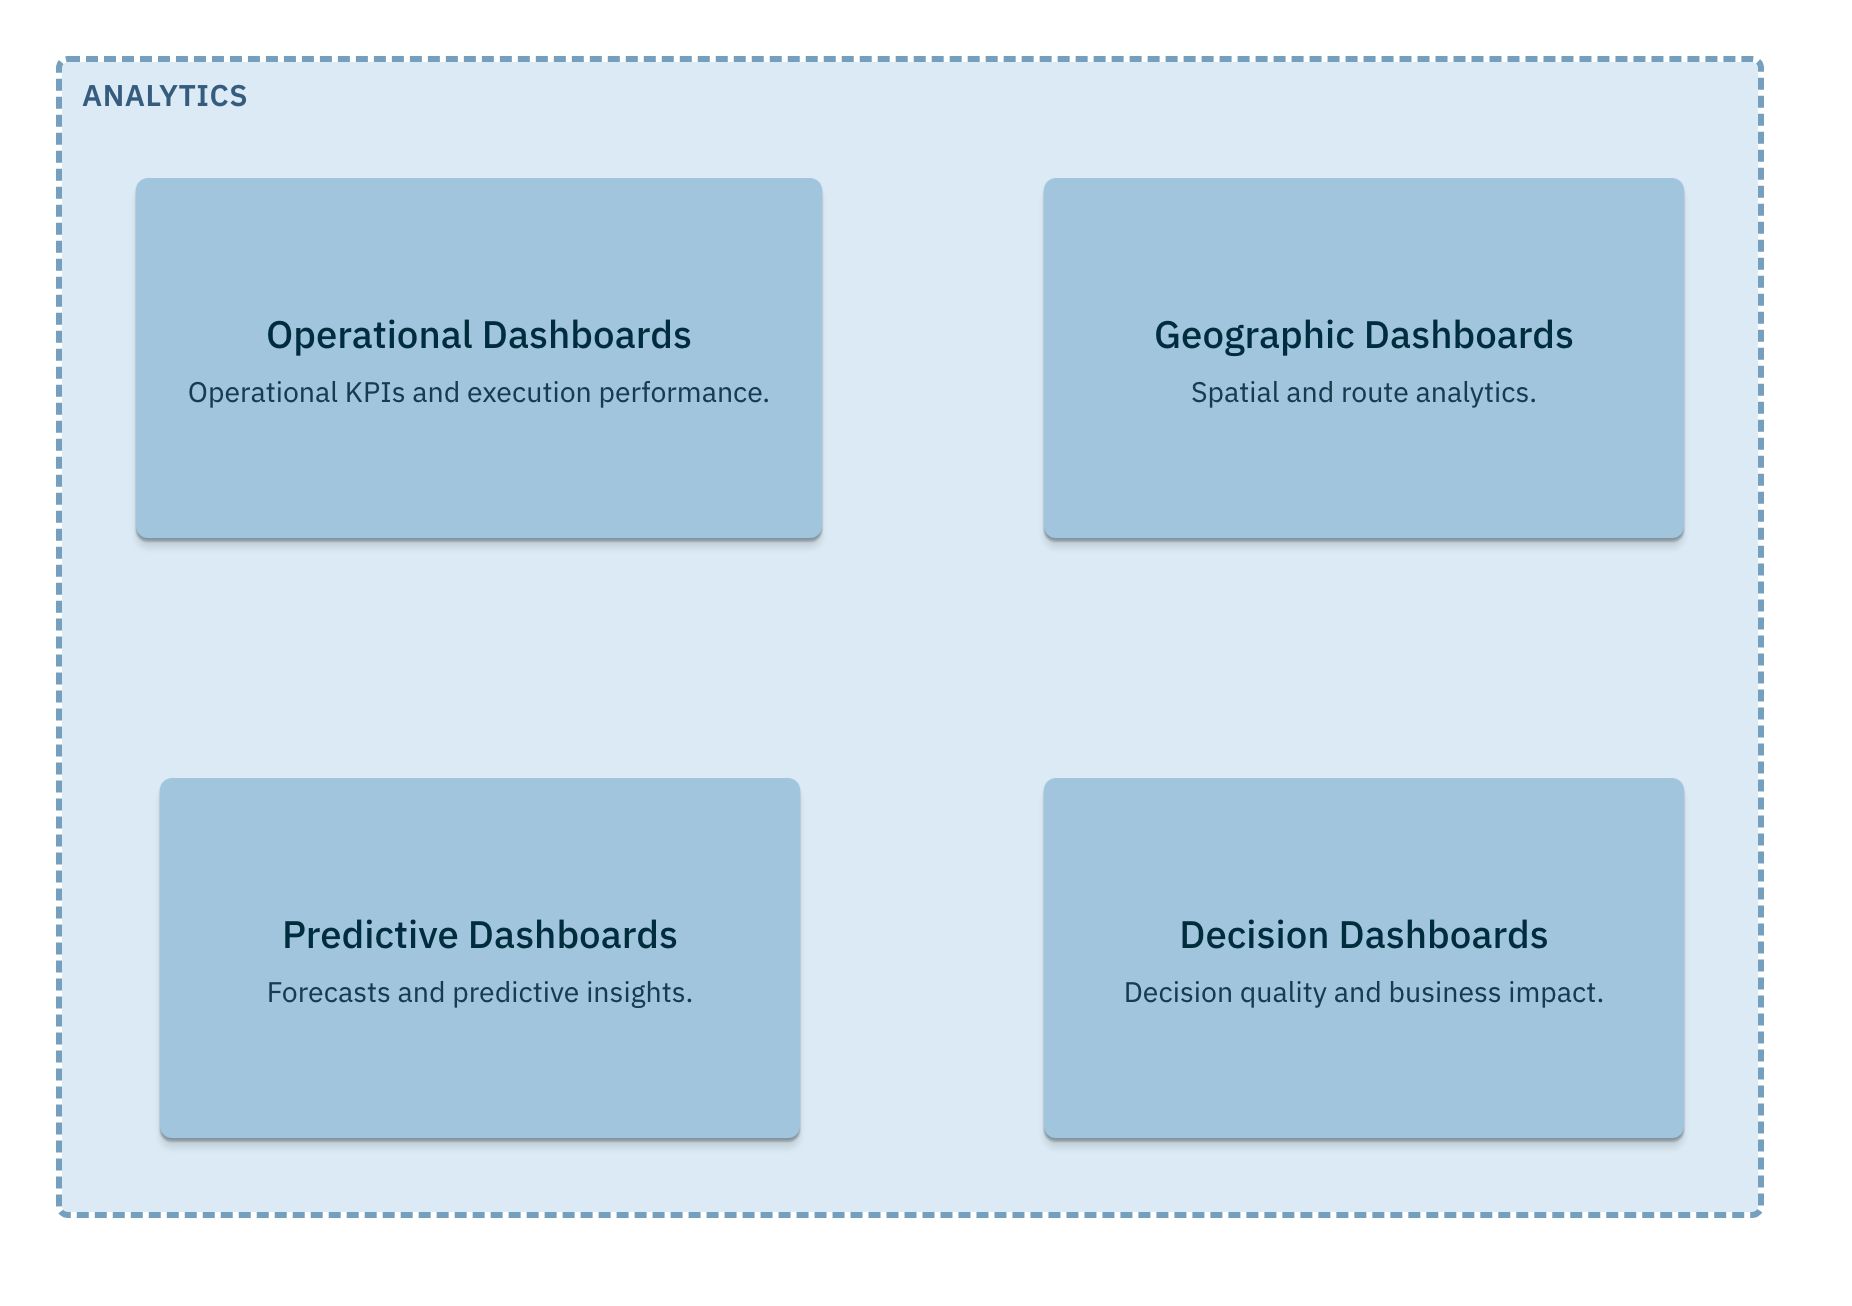 ANALYTICS
Operational Dashboards
Operational KPIs and execution performance.
Geographic Dashboards
Spatial and route analytics.
Predictive Dashboards
Forecasts and predictive insights.
Decision Dashboards
Decision quality and business impact.